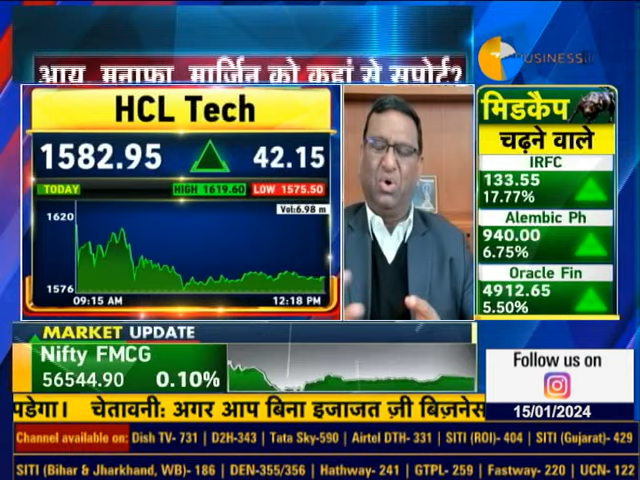 आय, मुनाफा, मार्जिन को कहां से सपोर्ट?
BUSINESS
HCL Tech
1582.95 42.15
TODAY HIGH 1619.60 LOW 1575.50
Vol:6.98 m
1620
1576
09:15 AM 12:18 PM
मिडकैप
चढ़ने वाले
IRFC
133.55
17.77%
Alembic Ph
940.00
6.75%
Oracle Fin
4912.65
5.50%
MARKET UPDATE
Nifty FMCG
56544.90 0.10%
Follow us on
15/01/2024
पडेगा। चेतावनी: अगर आप बिना इजाजत ज़ी बिज़नेस
Channel available on: Dish TV- 731 | D2H-343 | Tata Sky-590 | Airtel DTH- 331 | SITI (ROI)- 404 | SITI (Gujarat)- 429
SITI (Bihar & Jharkhand, WB)- 186 | DEN-355/356 | Hathway- 241 | GTPL- 259 | Fastway- 220 | UCN- 122